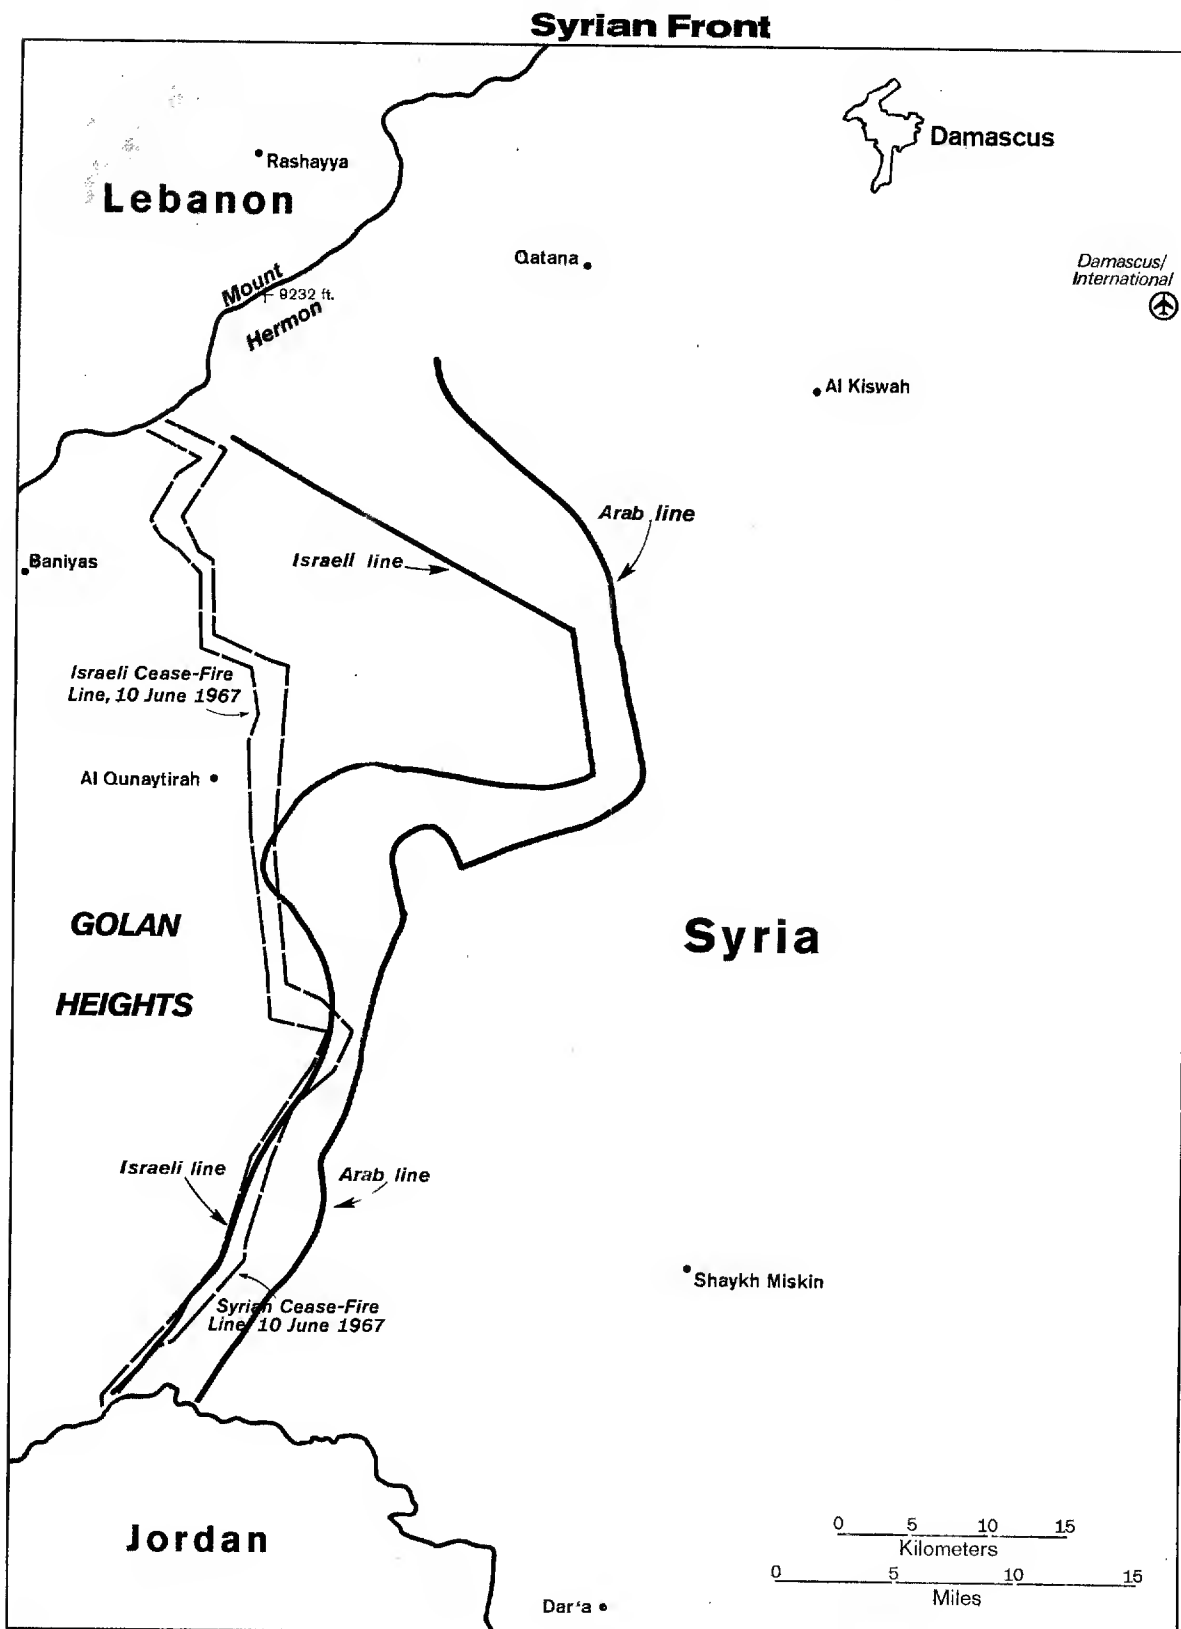 Syrian Front
Damascus
Rashayya
Lebanon
Qatana
Damascus/
International
Mount
9232 ft.
Hermon
Al Kiswah
Arab line
Israeli line
Baniyas
Israeli Cease-Fire
Line, 10 June 1967
Al Qunaytirah
GOLAN
HEIGHTS
Syria
Israeli line
Arab line
Shaykh Miskin
Syrian Cease-Fire
Line, 10 June 1967
Jordan
0 5 10 15
Kilometers
0 5 10 15
Miles
Dar'a